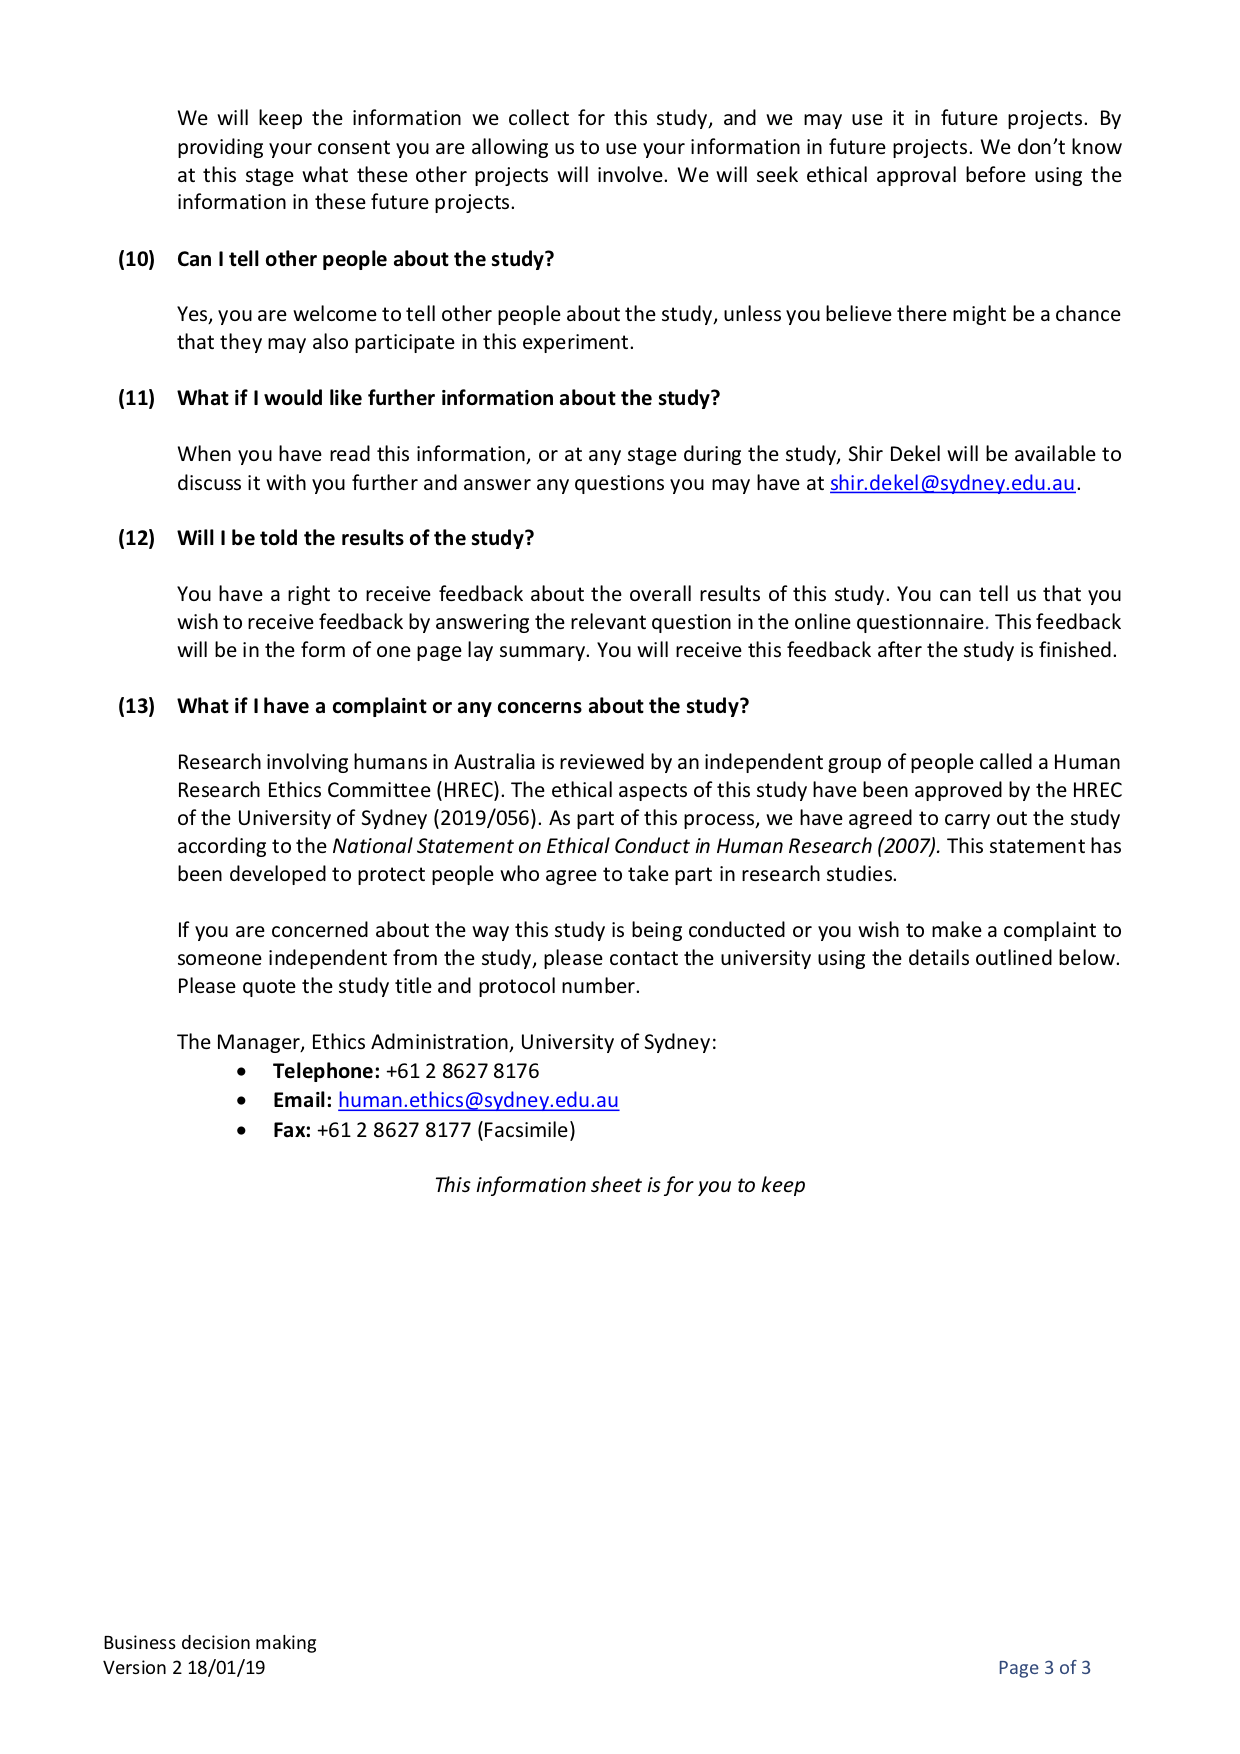 We will keep the information we collect for this study, and we may use it in future projects. By
providing your consent you are allowing us to use your information in future projects. We don’t know
at this stage what these other projects will involve. We will seek ethical approval before using the
information in these future projects.
(10) Can I tell other people about the study?
Yes, you are welcome to tell other people about the study, unless you believe there might be a chance
that they may also participate in this experiment.
(11) What if I would like further information about the study?
When you have read this information, or at any stage during the study, Shir Dekel will be available to
discuss it with you further and answer any questions you may have at shir.dekel@sydney.edu.au.
(12) Will I be told the results of the study?
You have a right to receive feedback about the overall results of this study. You can tell us that you
wish to receive feedback by answering the relevant question in the online questionnaire. This feedback
will be in the form of one page lay summary. You will receive this feedback after the study is finished.
(13) What if I have a complaint or any concerns about the study?
Research involving humans in Australia is reviewed by an independent group of people called a Human
Research Ethics Committee (HREC). The ethical aspects of this study have been approved by the HREC
of the University of Sydney (2019/056). As part of this process, we have agreed to carry out the study
according to the National Statement on Ethical Conduct in Human Research (2007). This statement has
been developed to protect people who agree to take part in research studies.
If you are concerned about the way this study is being conducted or you wish to make a complaint to
someone independent from the study, please contact the university using the details outlined below.
Please quote the study title and protocol number.
The Manager, Ethics Administration, University of Sydney:
• Telephone: +61 2 8627 8176
• Email: human.ethics@sydney.edu.au
• Fax: +61 2 8627 8177 (Facsimile)
This information sheet is for you to keep
Business decision making
Version 2 18/01/19
Page 3 of 3